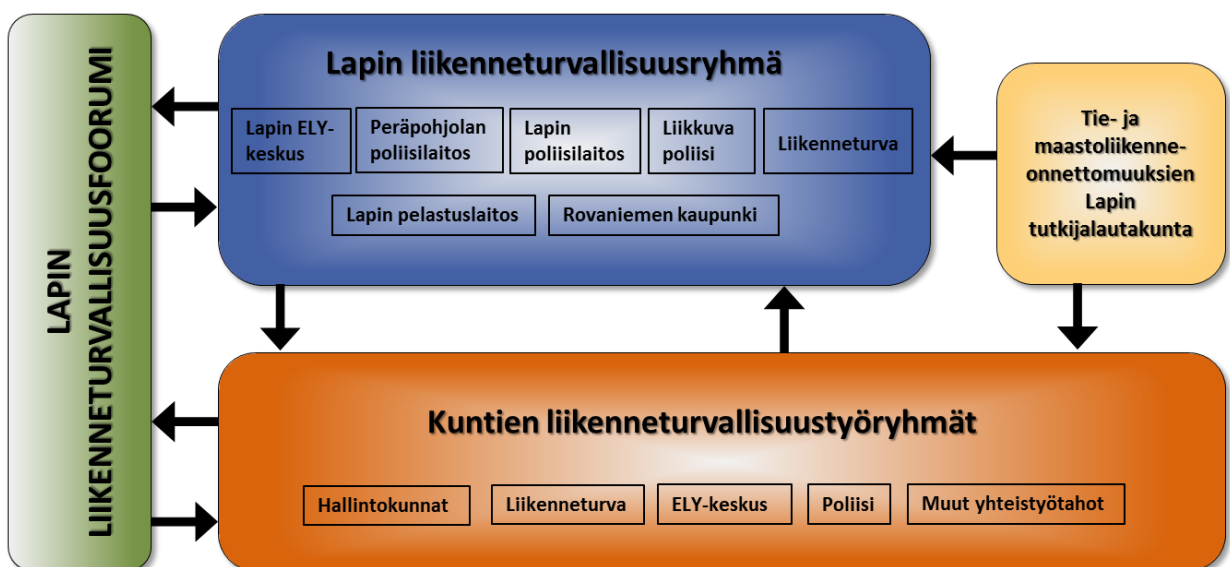 LAPIN
LIIKENNETURVALLISUUSFOORUMI
Lapin liikenneturvallisuusryhmä
Lapin ELY-
keskus
Peräpohjolan
poliisilaitos
Lapin
poliisilaitos
Liikkuva
poliisi
Liikenneturva
Lapin pelastuslaitos
Rovaniemen kaupunki
Tie- ja
maastoliikenne-
onnettomuuksien
Lapin
tutkijalautakunta
Kuntien liikenneturvallisuustyöryhmät
Hallintokunnat
Liikenneturva
ELY-keskus
Poliisi
Muut yhteistyötahot